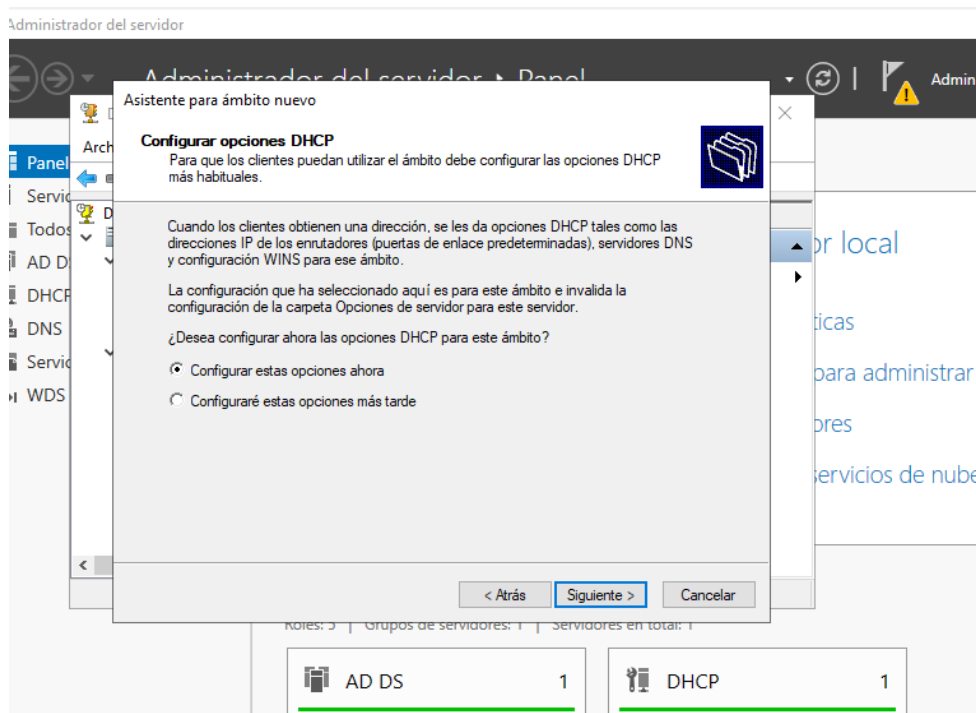 Administrador del servidor
Administrador del servidor Panel
Admin
Asistente para ámbito nuevo
Arch
Configurar opciones DHCP
Para que los clientes puedan utilizar el ámbito debe configurar las opciones DHCP
más habituales.
Panel
Servic
Todos
AD D
DHCP
DNS
Servic
WDS
D
Cuando los clientes obtienen una dirección, se les da opciones DHCP tales como las
direcciones IP de los enrutadores (puertas de enlace predeterminadas), servidores DNS
y configuración WINS para ese ámbito.
La configuración que ha seleccionado aquí es para este ámbito e invalida la
configuración de la carpeta Opciones de servidor para este servidor.
¿Desea configurar ahora las opciones DHCP para este ámbito?
Configurar estas opciones ahora
Configuraré estas opciones más tarde
or local
ticas
para administrar
ores
servicios de nube
< Atrás
Siguiente >
Cancelar
Roles: 5 | Grupos de servidores: 1 | Servidores en total: 1
AD DS 1
DHCP 1